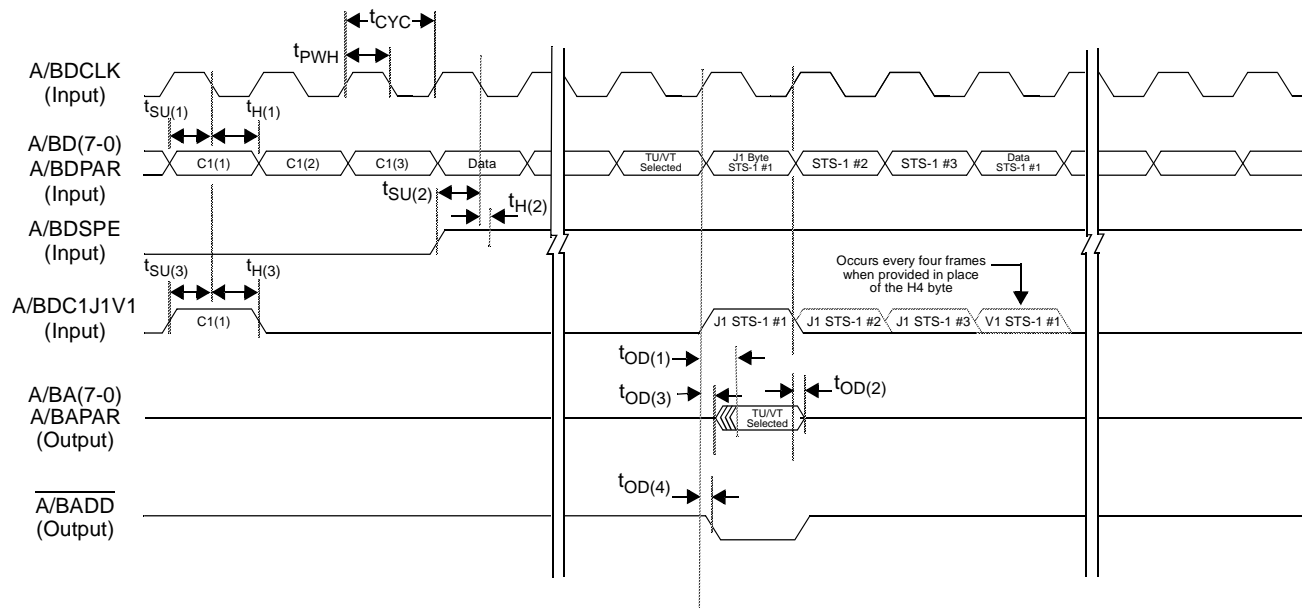 tCYC
tPWH
A/BDCLK
(Input)
tSU(1)
tH(1)
A/BD(7-0)
A/BDPAR
(Input)
C1(1)
C1(2)
C1(3)
Data
TU/VT
Selected
J1 Byte
STS-1 #1
STS-1 #2
STS-1 #3
Data
STS-1 #1
tSU(2)
tH(2)
A/BDSPE
(Input)
tSU(3)
tH(3)
Occurs every four frames
when provided in place
of the H4 byte
A/BDC1J1V1
(Input)
C1(1)
J1 STS-1 #1
J1 STS-1 #2
J1 STS-1 #3
V1 STS-1 #1
tOD(1)
tOD(3)
tOD(2)
A/BA(7-0)
A/BAPAR
(Output)
TU/VT
Selected
tOD(4)
A/BADD
(Output)